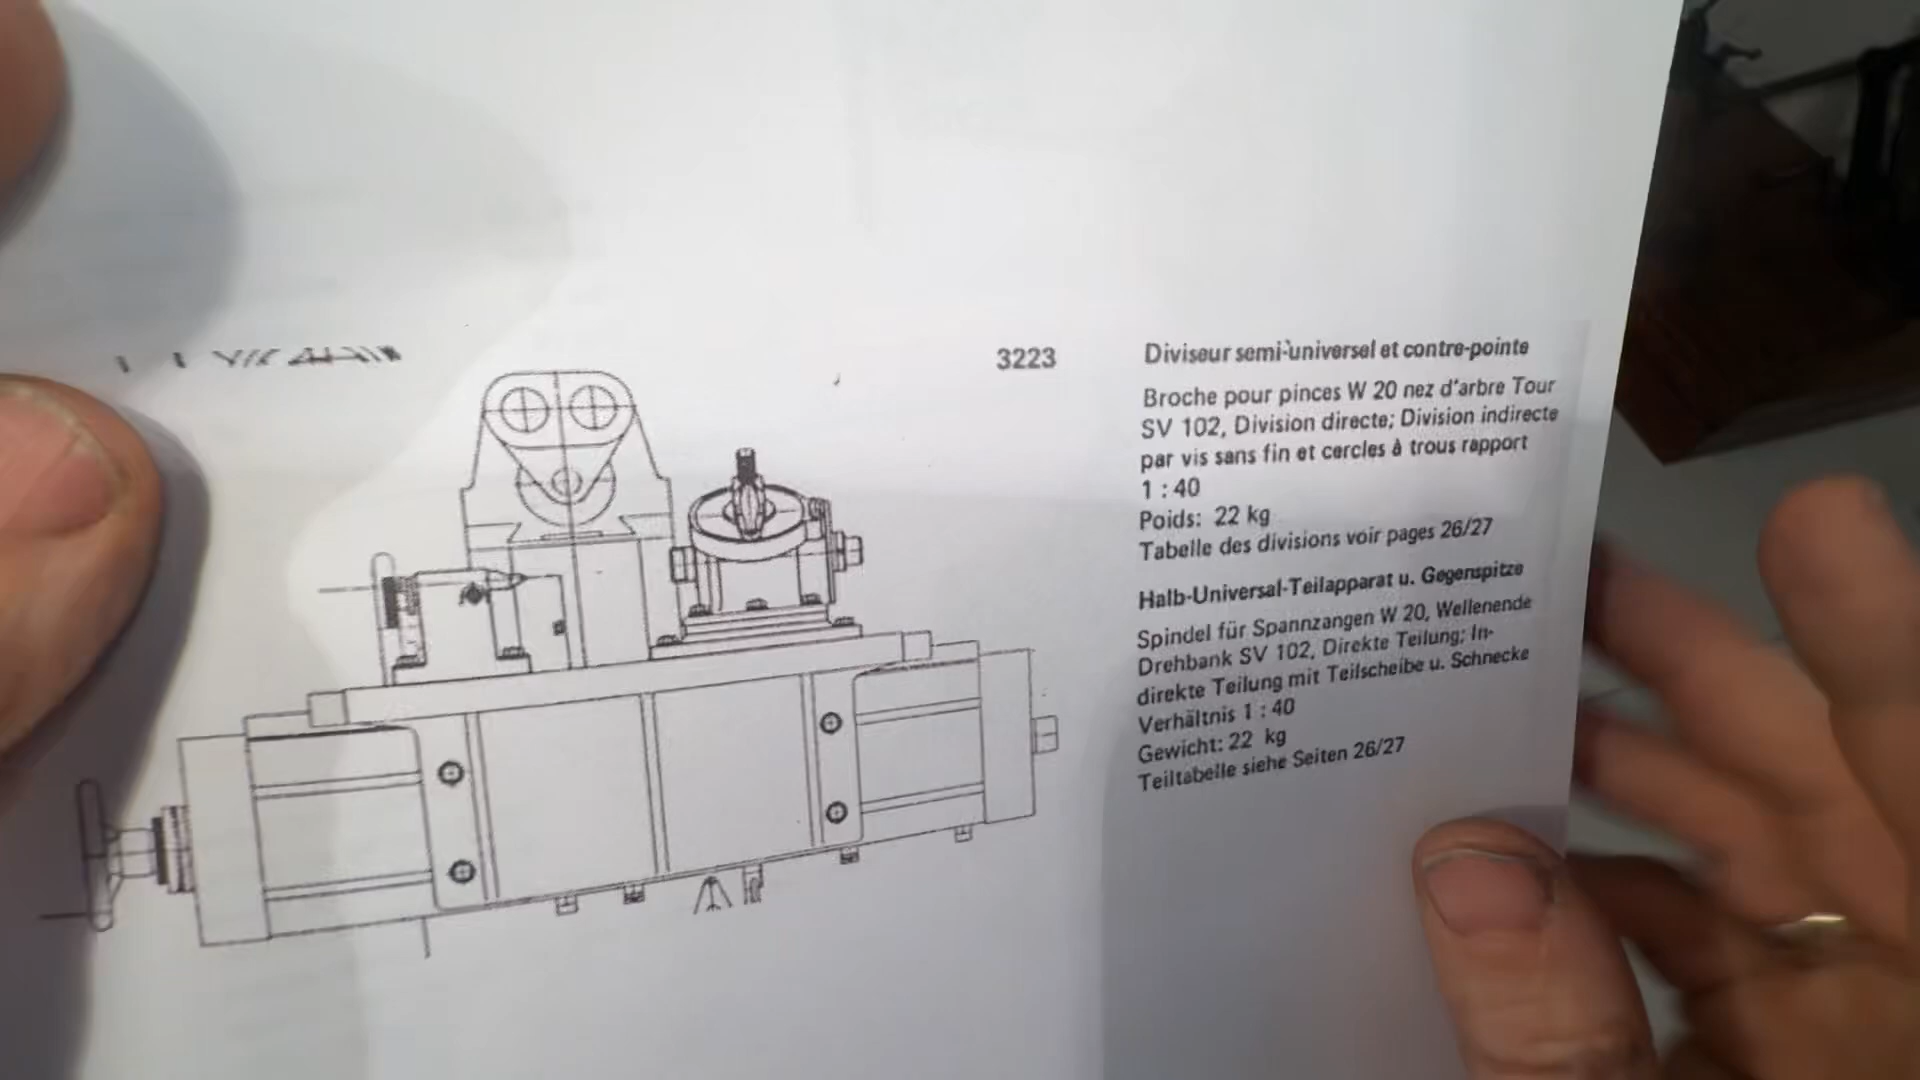 3223
Diviseur semi-universel et contre-pointe
Broche pour pinces W 20 nez d'arbre Tour
SV 102, Division directe; Division indirecte
par vis sans fin et cercles à trous rapport
1 : 40
Poids: 22 kg
Tabelle des divisions voir pages 26/27
Halb-Universal-Teilapparat u. Gegenspitze
Spindel für Spannzangen W 20, Wellenende
Drehbank SV 102, Direkte Teilung; In-
direkte Teilung mit Teilscheibe u. Schnecke
Verhältnis 1 : 40
Gewicht: 22 kg
Teiltabelle siehe Seiten 26/27